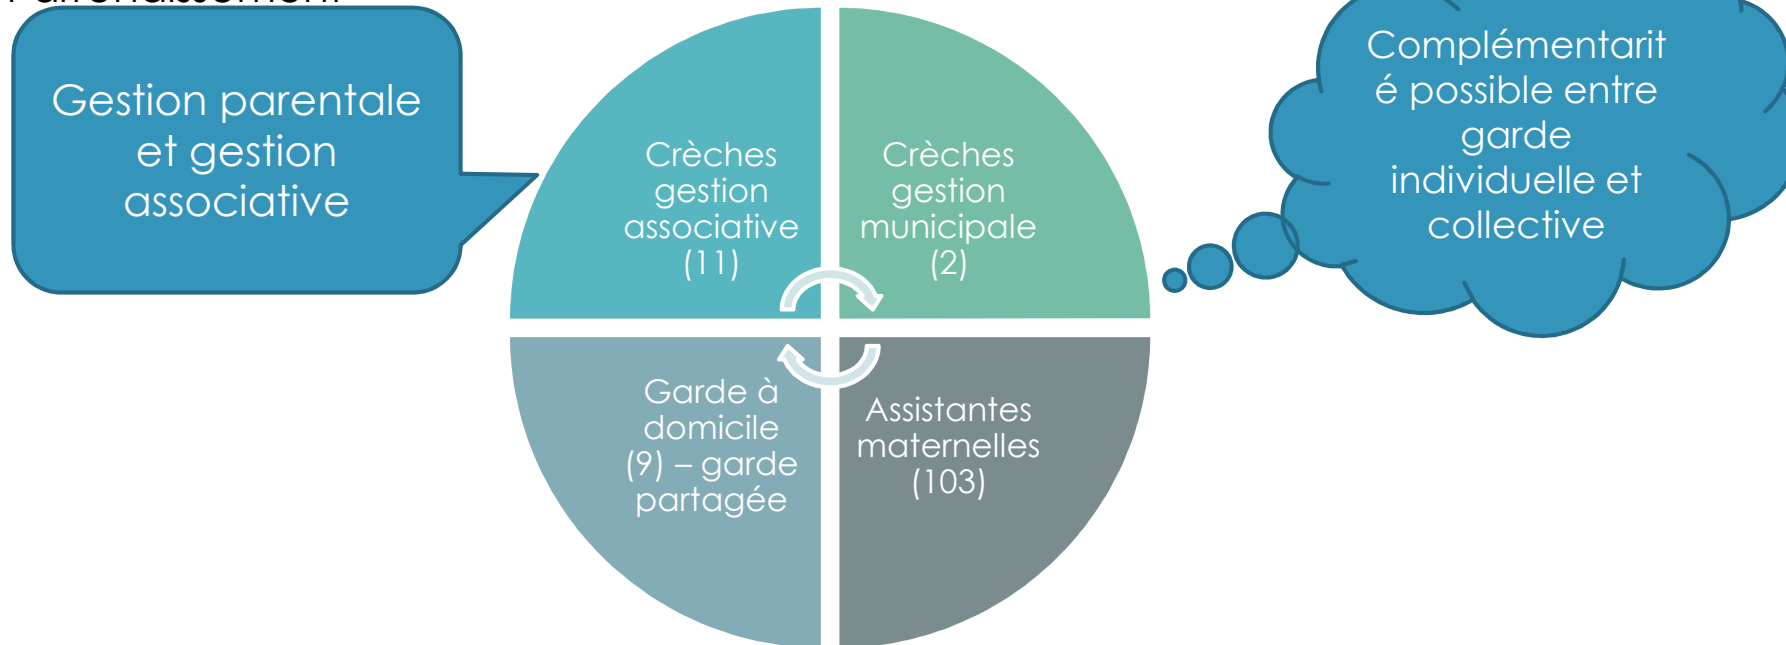 l'arrondissement
Gestion parentale
et gestion
associative
Crèches
gestion
associative
(11)
Crèches
gestion
municipale
(2)
Complémentarit
é possible entre
garde
individuelle et
collective
Garde à
domicile
(9) – garde
partagée
Assistantes
maternelles
(103)